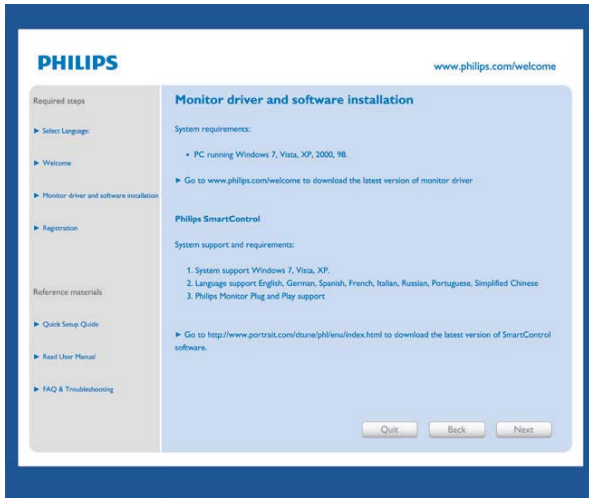 PHILIPS
www.philips.com/welcome
Required steps
► Select Language:
► Welcome
► Monitor driver and software installation
► Registration
Reference materials
► Quick Setup Quide
► Read User Manual
► FAQ & Troubleshooting
Monitor driver and software installation
System requirements:
• PC running Windows 7, Vista, XP, 2000, 98.
► Go to www.philips.com/welcome to download the latest version of monitor driver
Philips SmartControl
System support and requirements:
1. System support Windows 7, Vista, XP.
2. Language support English, German, Spanish, French, Italian, Russian, Portuguese, Simplified Chinese
3. Philips Monitor Plug and Play support
► Go to http://www.portrait.com/dtune/phl/enu/index.html to download the latest version of SmartControl
software.
Quit
Back
Next